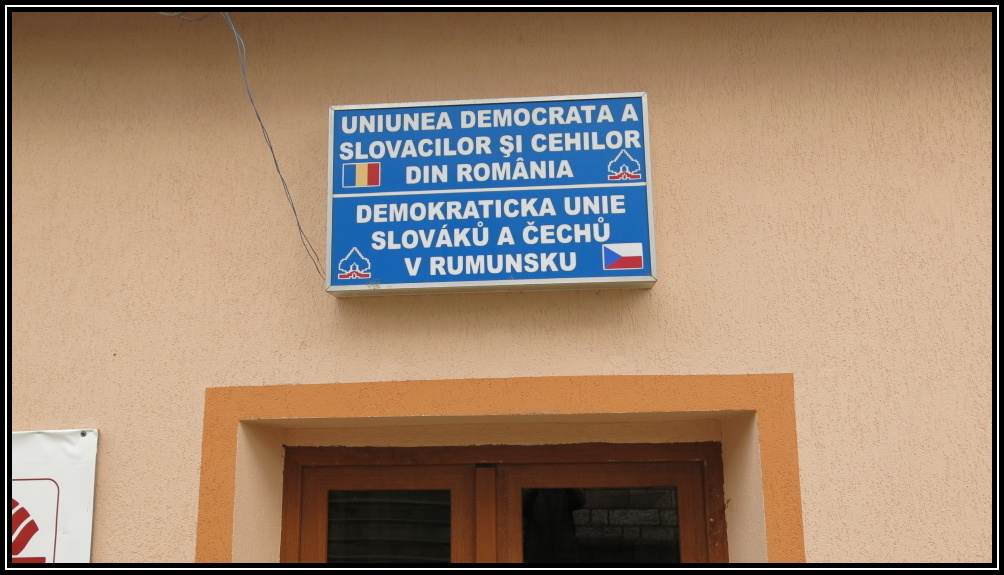 UNIUNEA DEMOCRATA A
SLOVACILOR ŞI CEHILOR
DIN ROMÂNIA
DEMOKRATICKA UNIE
SLOVÁKŮ A ČECHŮ
V RUMUNSKU